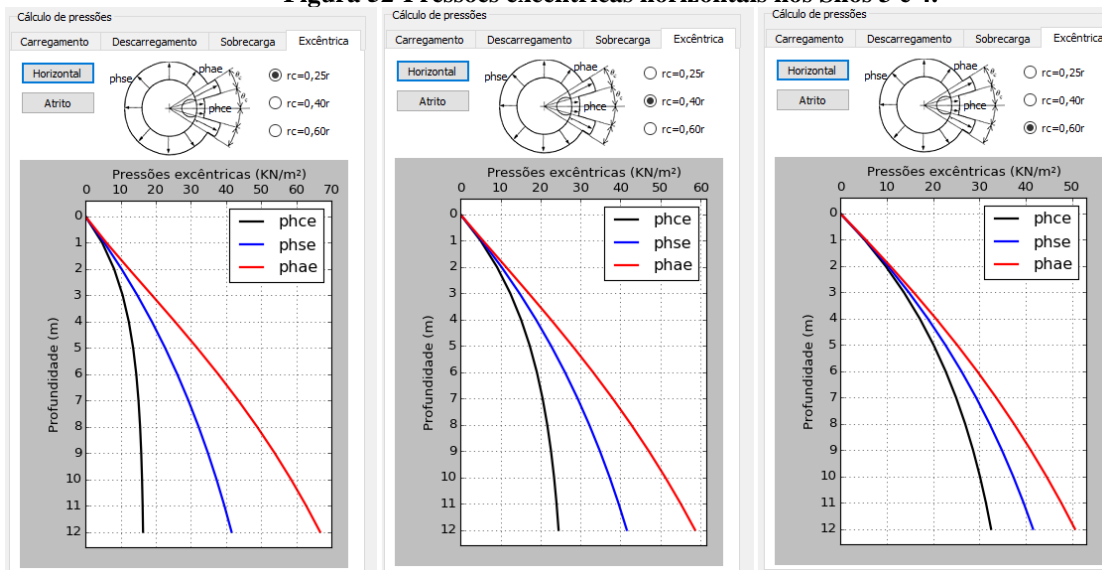 Figura 32-Pressões excêntricas horizontais nos Silos 3 e 4.
Cálculo de pressões
Carregamento Descarregamento Sobrecarga Excêntrica
Horizontal
Atrito
phse phae
phce
θc
θc
rc=0,25r
rc=0,40r
rc=0,60r
Pressões excêntricas (KN/m²)
0 10 20 30 40 50 60 70
Profundidade (m)
0
1
2
3
4
5
6
7
8
9
10
11
12
phce
phse
phae
Cálculo de pressões
Carregamento Descarregamento Sobrecarga Excêntrica
Horizontal
Atrito
phse phae
phce
θc
θc
rc=0,25r
rc=0,40r
rc=0,60r
Pressões excêntricas (KN/m²)
0 10 20 30 40 50 60
Profundidade (m)
0
1
2
3
4
5
6
7
8
9
10
11
12
phce
phse
phae
Cálculo de pressões
Carregamento Descarregamento Sobrecarga Excêntrica
Horizontal
Atrito
phse phae
phce
θc
θc
rc=0,25r
rc=0,40r
rc=0,60r
Pressões excêntricas (KN/m²)
0 10 20 30 40 50
Profundidade (m)
0
1
2
3
4
5
6
7
8
9
10
11
12
phce
phse
phae